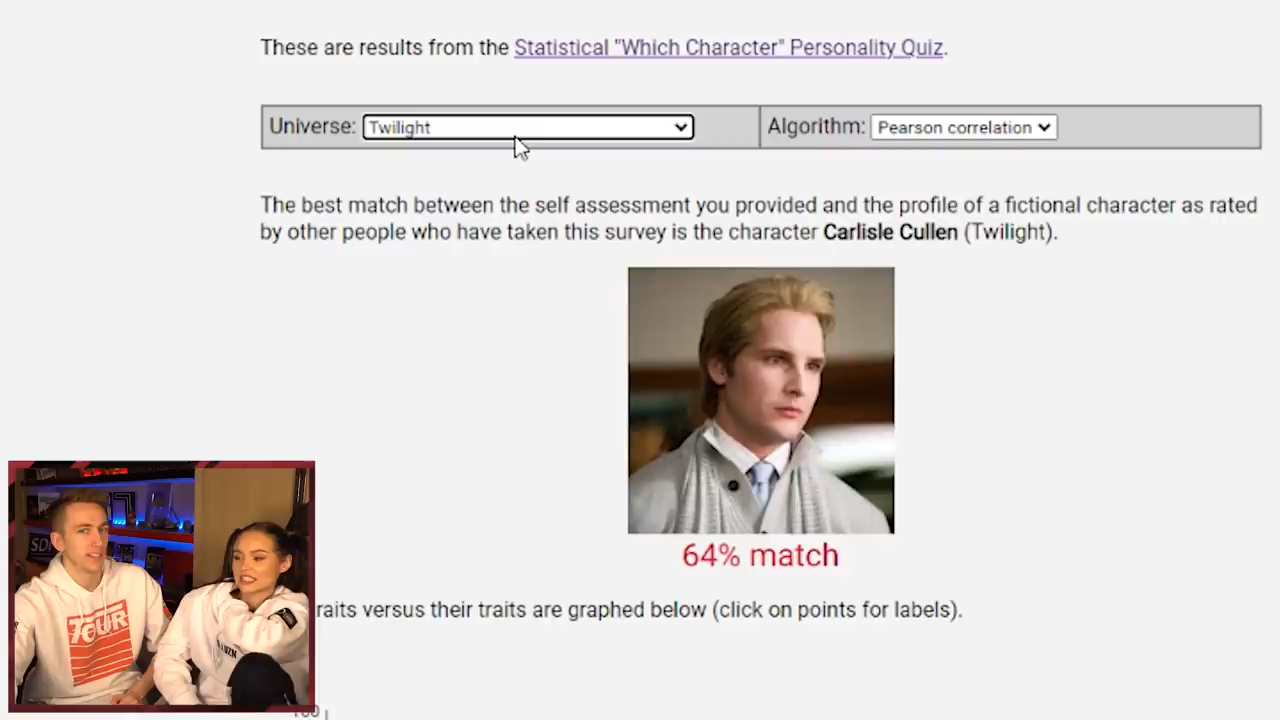 These are results from the Statistical "Which Character" Personality Quiz.
Universe: Twilight Algorithm: Pearson correlation
The best match between the self assessment you provided and the profile of a fictional character as rated
by other people who have taken this survey is the character Carlisle Cullen (Twilight).
64% match
raits versus their traits are graphed below (click on points for labels).
100
SDM
TOUR